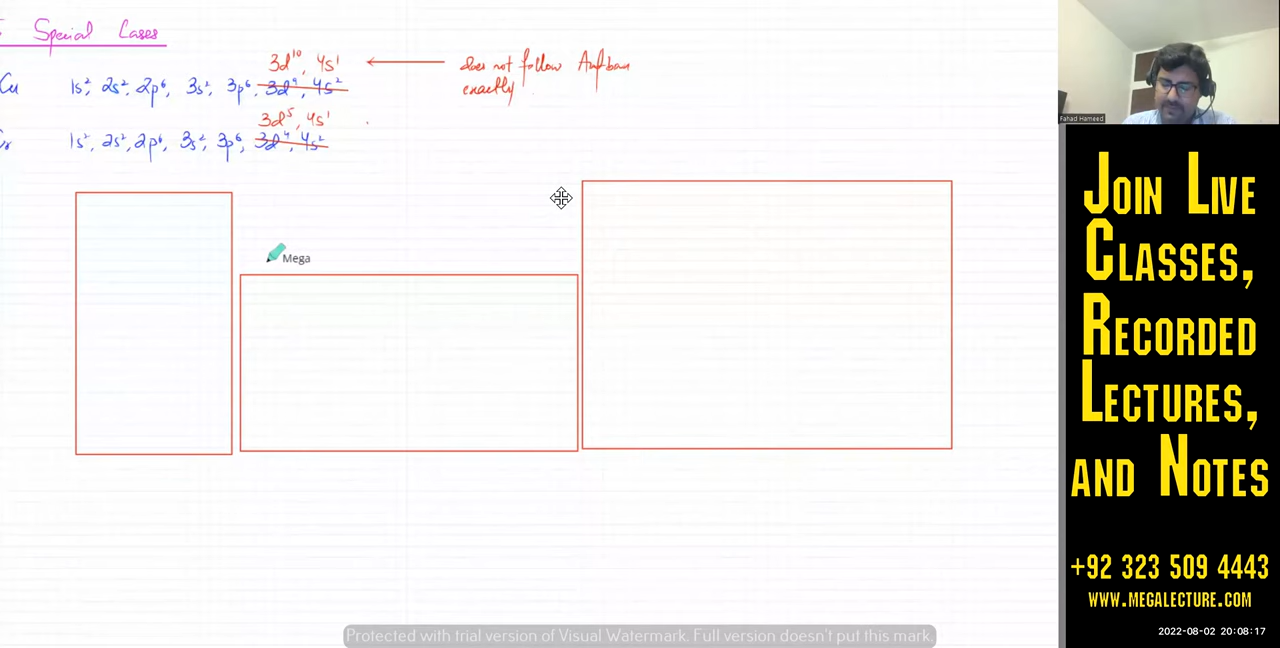 Special Cases
3d¹⁰, 4s¹
does not follow Aufbau
exactly
Cu 1s², 2s², 2p⁶, 3s², 3p⁶, 3d⁹, 4s²
3d⁵, 4s¹
1s², 2s², 2p⁶, 3s², 3p⁶, 3d⁴, 4s²
Mega
Fahad Hameed
JOIN LIVE
CLASSES,
RECORDED
LECTURES,
AND NOTES
+92 323 509 4443
WWW.MEGALECTURE.COM
2022-08-02 20:08:17
Protected with trial version of Visual Watermark. Full version doesn't put this mark.